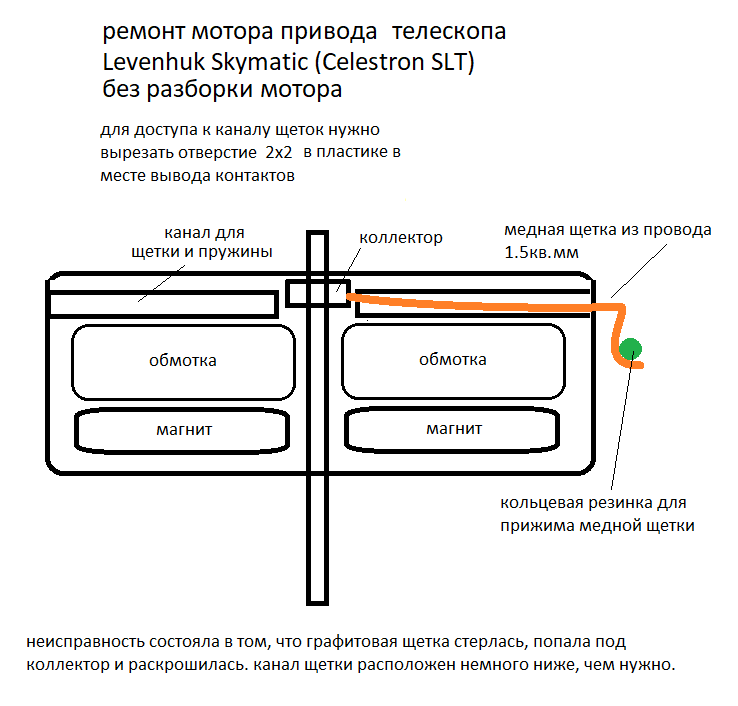 ремонт мотора привода телескопа
Levenhuk Skymatic (Celestron SLT)
без разборки мотора
для доступа к каналу щеток нужно
вырезать отверстие 2x2 в пластике в
месте вывода контактов
канал для
щетки и пружины
коллектор
медная щетка из провода
1.5кв.мм
обмотка
обмотка
магнит
магнит
кольцевая резинка для
прижима медной щетки
неисправность состояла в том, что графитовая щетка стерлась, попала под
коллектор и раскрошилась. канал щетки расположен немного ниже, чем нужно.